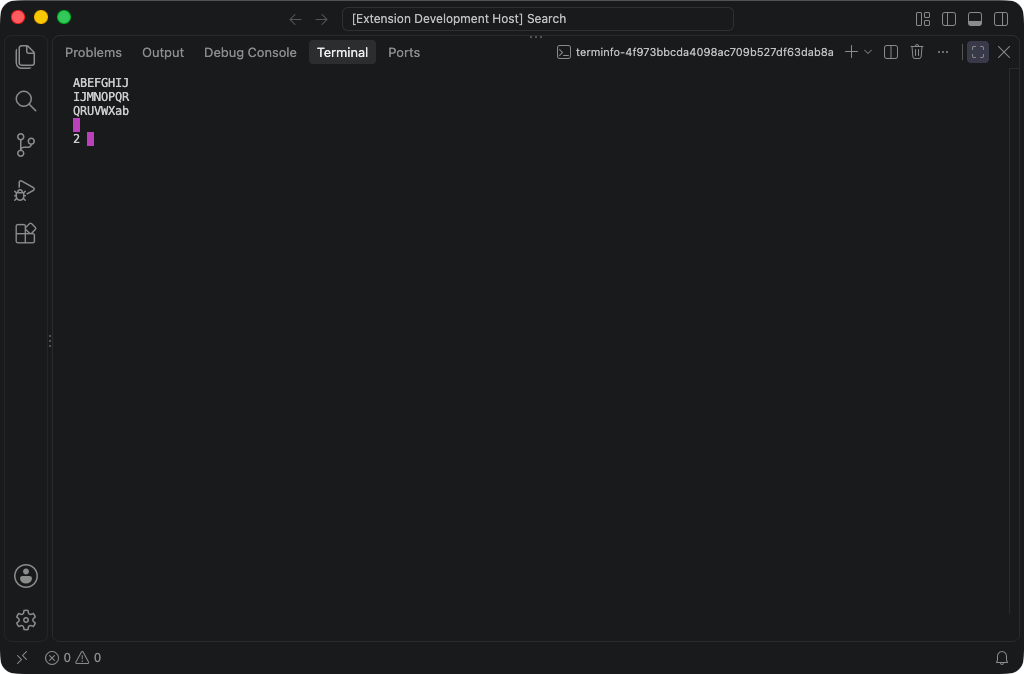 [Extension Development Host] Search
Problems Output Debug Console Terminal Ports
terminfo-4f973bbcda4098ac709b527df63dab8a
ABEFGHIJ
IJMNOPQR
QRUVWXab
2
0 0